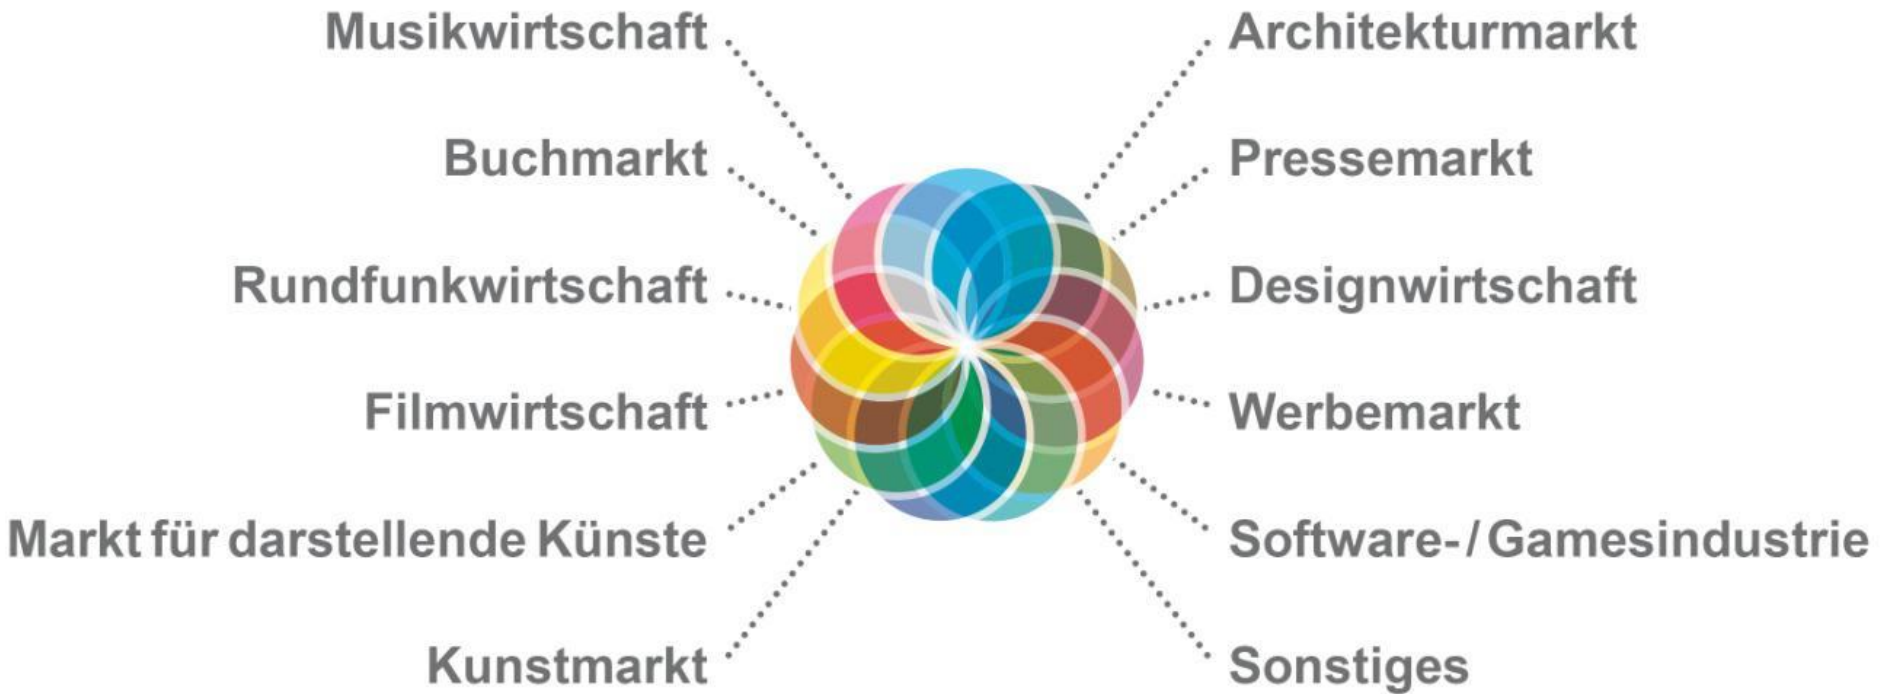 Musikwirtschaft
Buchmarkt
Rundfunkwirtschaft
Filmwirtschaft
Markt für darstellende Künste
Kunstmarkt
Architekturmarkt
Pressemarkt
Designwirtschaft
Werbemarkt
Software-/Gamesindustrie
Sonstiges